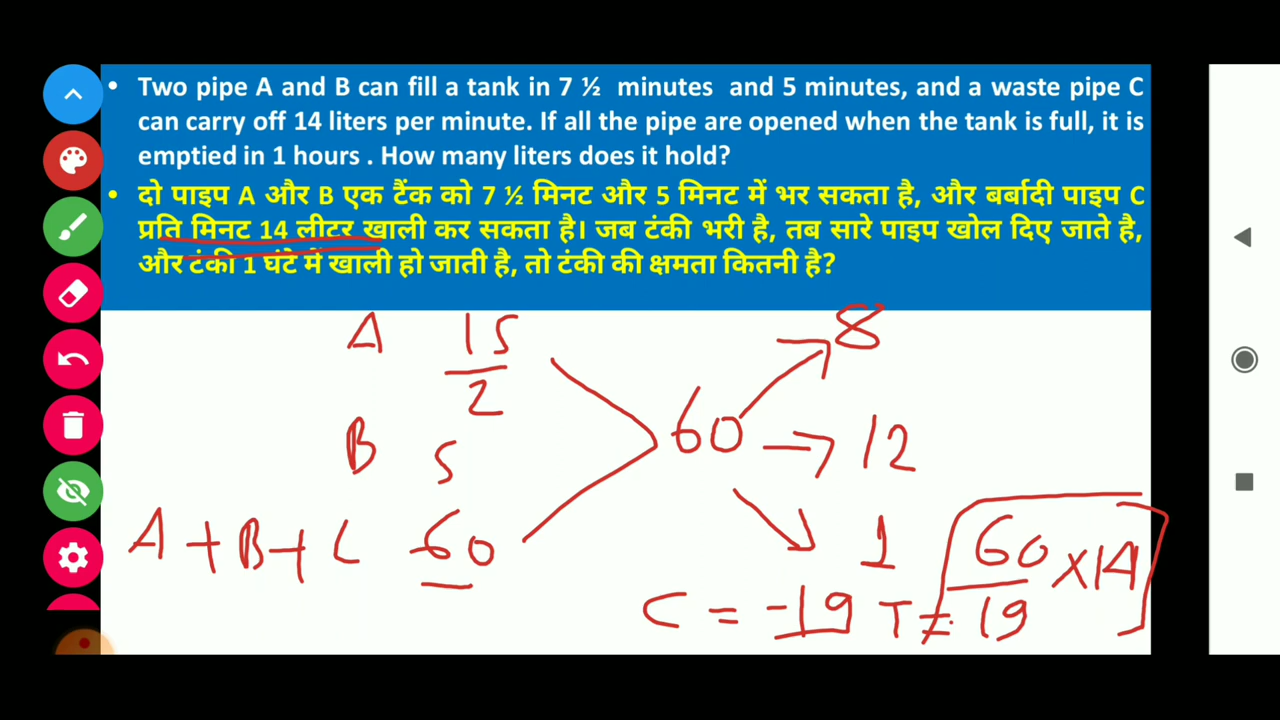 • Two pipe A and B can fill a tank in 7 ½ minutes and 5 minutes, and a waste pipe C
can carry off 14 liters per minute. If all the pipe are opened when the tank is full, it is
emptied in 1 hours . How many liters does it hold?
• दो पाइप A और B एक टैंक को 7 ½ मिनट और 5 मिनट में भर सकता है, और बर्बादी पाइप C
प्रति मिनट 14 लीटर खाली कर सकता है। जब टंकी भरी है, तब सारे पाइप खोल दिए जाते है,
और टंकी 1 घंटे में खाली हो जाती है, तो टंकी की क्षमता कितनी है?
A 15/2 8
B 5 60 12
A+B+C 60 1
C = -19 T = 60/19 ×14